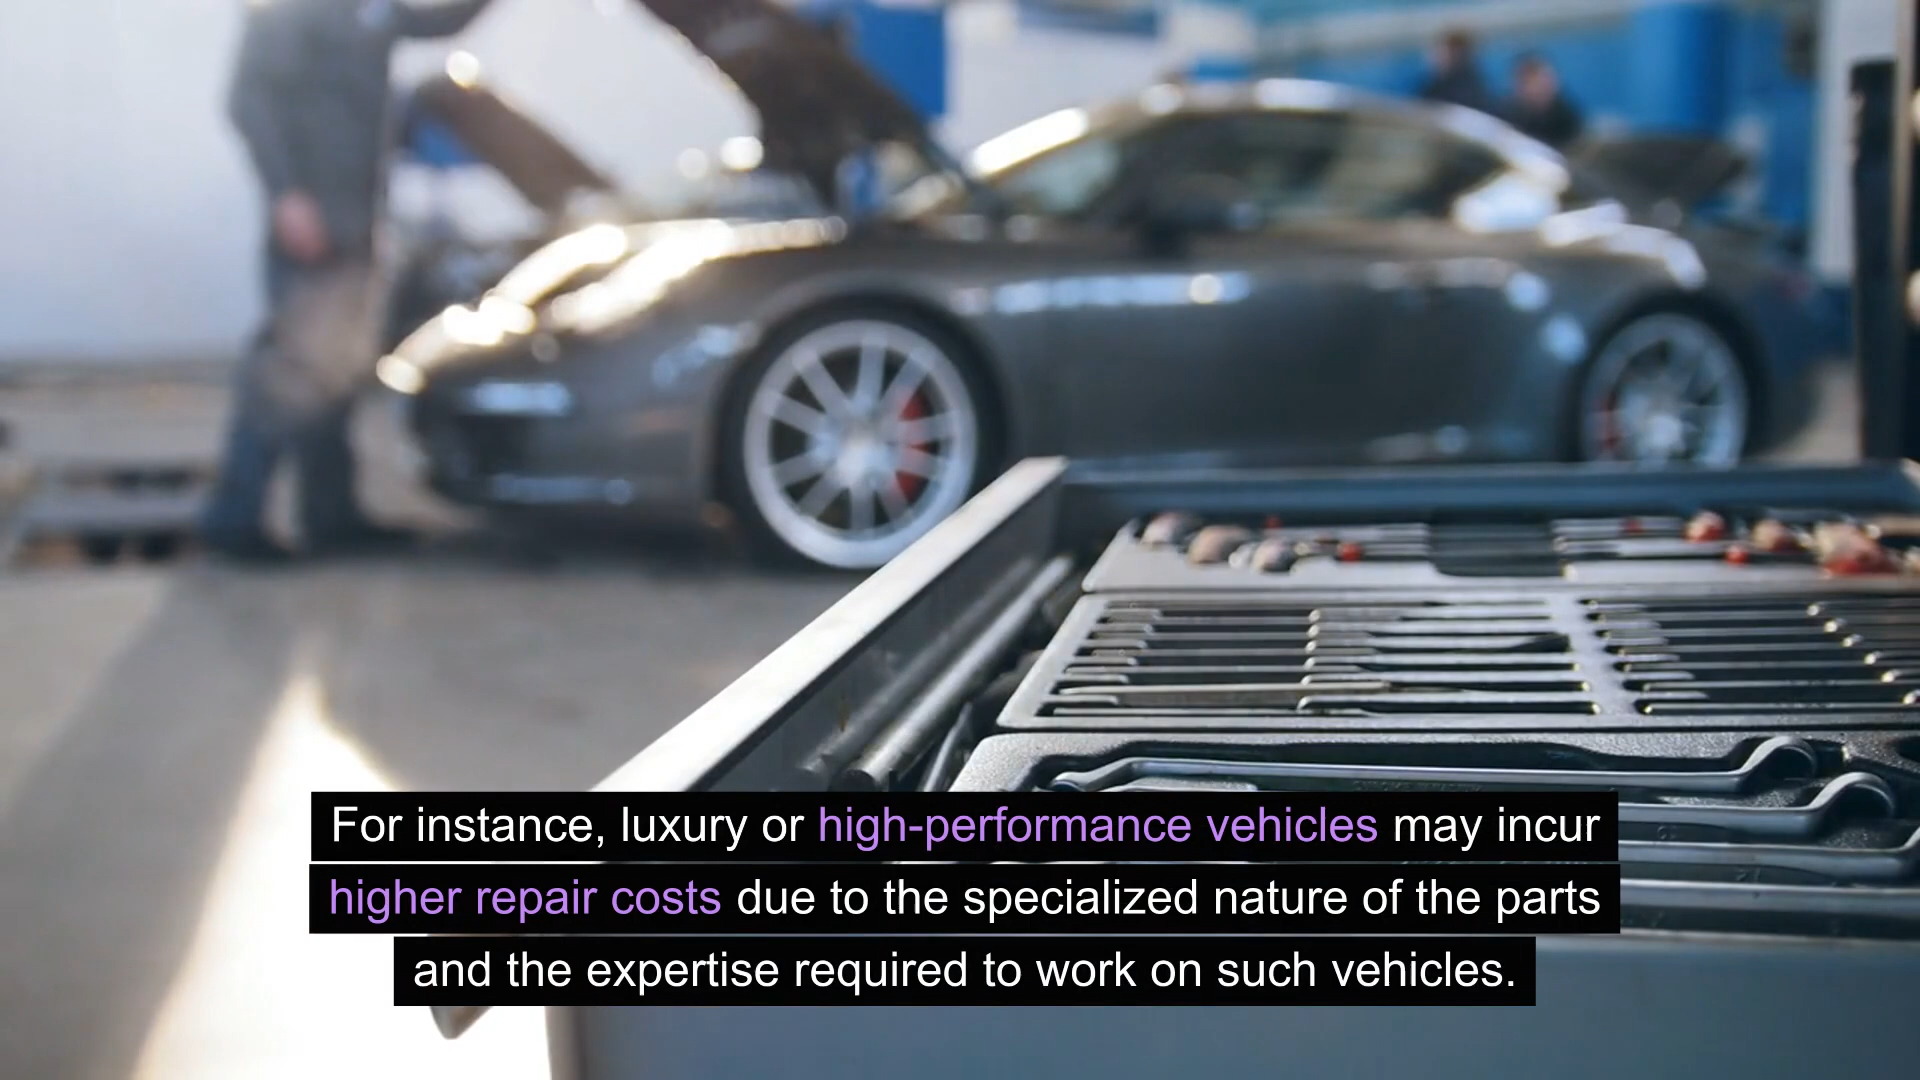 For instance, luxury or high-performance vehicles may incur
higher repair costs due to the specialized nature of the parts
and the expertise required to work on such vehicles.